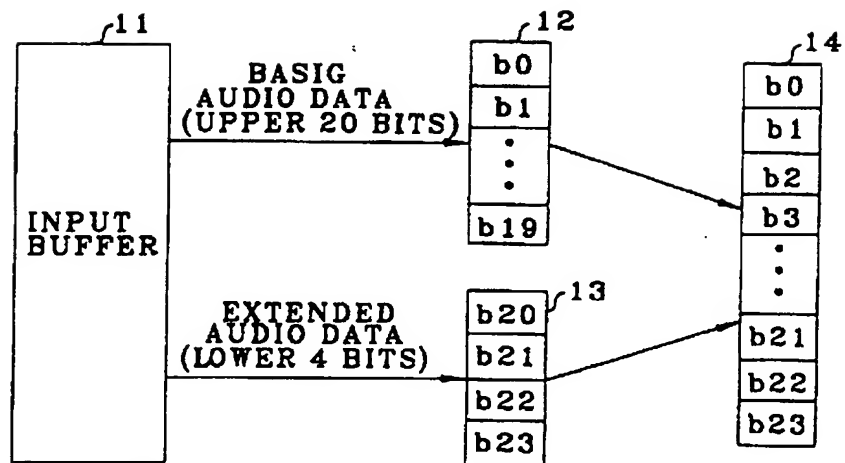 11
INPUT
BUFFER
BASIG
AUDIO DATA
(UPPER 20 BITS)
EXTENDED
AUDIO DATA
(LOWER 4 BITS)
12
b0
b1
b19
13
b20
b21
b22
b23
14
b0
b1
b2
b3
b21
b22
b23